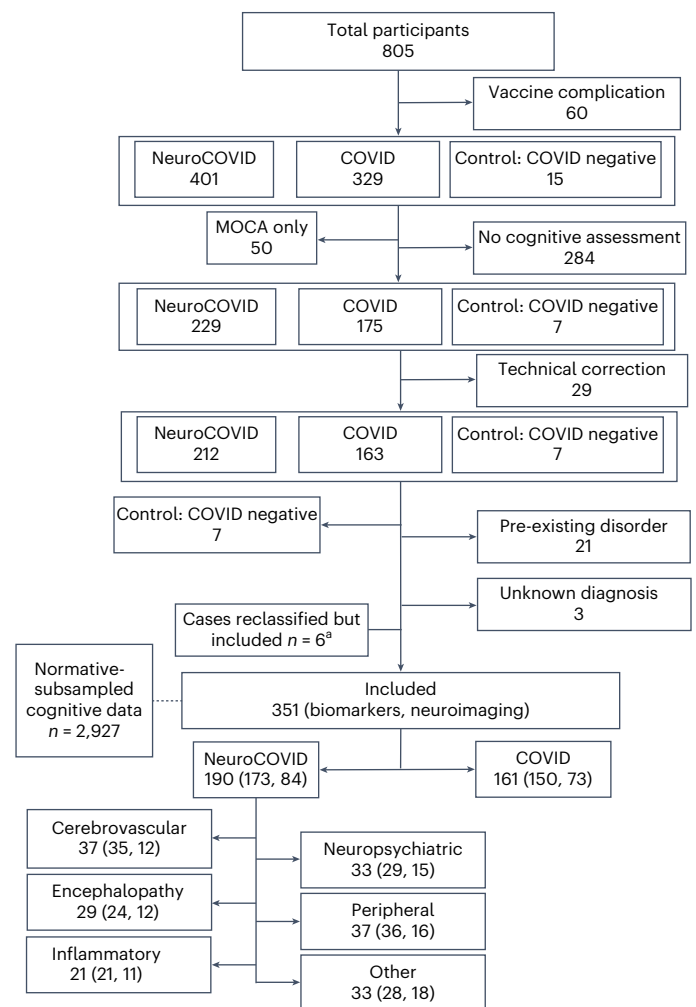 Total participants
805
Vaccine complication
60
NeuroCOVID
401
COVID
329
Control: COVID negative
15
MOCA only
50
No cognitive assessment
284
NeuroCOVID
229
COVID
175
Control: COVID negative
7
Technical correction
29
NeuroCOVID
212
COVID
163
Control: COVID negative
7
Control: COVID negative
7
Pre-existing disorder
21
Unknown diagnosis
3
Cases reclassified but
included n = 6ᵃ
Normative-
subsampled
cognitive data
n = 2,927
Included
351 (biomarkers, neuroimaging)
NeuroCOVID
190 (173, 84)
COVID
161 (150, 73)
Cerebrovascular
37 (35, 12)
Neuropsychiatric
33 (29, 15)
Encephalopathy
29 (24, 12)
Peripheral
37 (36, 16)
Inflammatory
21 (21, 11)
Other
33 (28, 18)